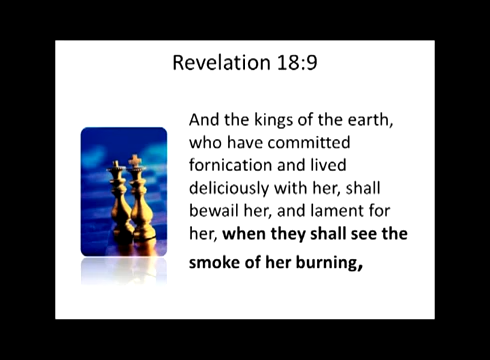 Revelation 18:9
And the kings of the earth,
who have committed
fornication and lived
deliciously with her, shall
bewail her, and lament for
her, when they shall see the
smoke of her burning,